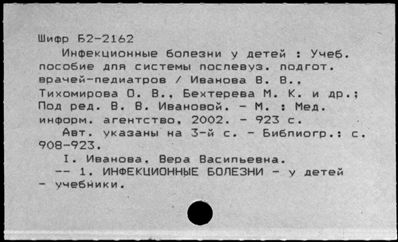 Шифр Б2-2162
Инфекционные болезни у детей : Учеб.
пособие для системы послевуз. подгот.
врачей-педиатров / Иванова В. В.,
Тихомирова О. В., Бехтерева М. К. и др.;
Под ред. В. В. Ивановой. - М. : Мед.
информ. агентство, 2002. - 923 с.
Авт. указаны на 3-й с. - Библиогр.: с.
908-923.
I. Иванова, Вера Васильевна.
-- 1. ИНФЕКЦИОННЫЕ БОЛЕЗНИ - у детей
- учебники.